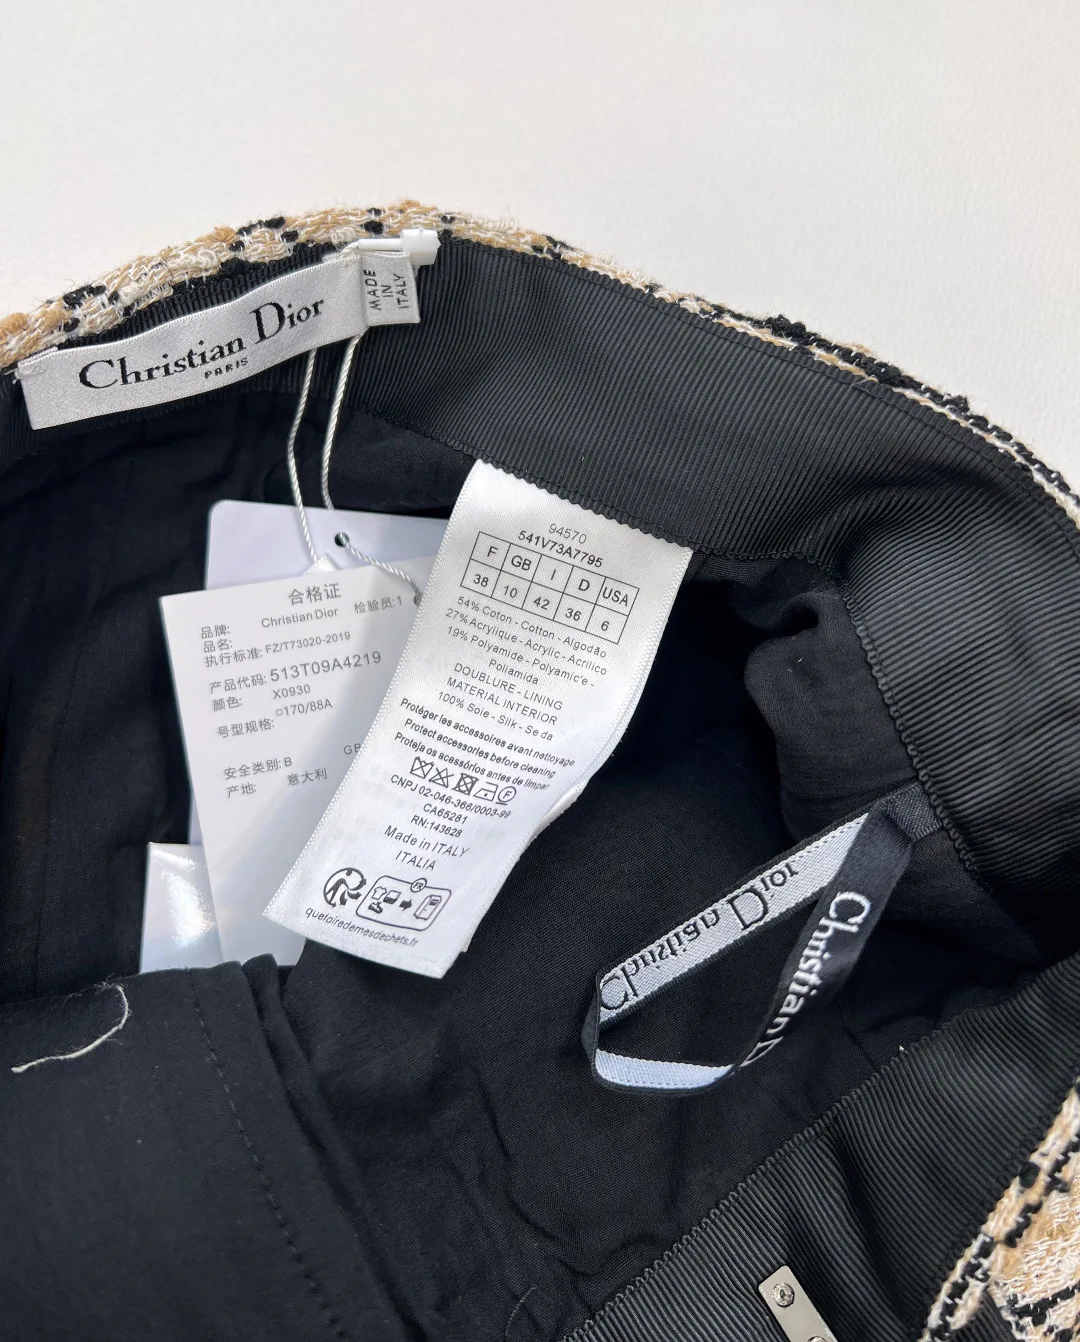 Christian Dior
PARIS
MADE
IN
ITALY
94570
541V73A7795
F GB I D USA
38 10 42 36 6
54% Coton - Cotton - Algodão
27% Acrylique - Acrylic - Acrilico
19% Polyamide - Polyamic'e -
Poliamida
DOUBLURE - LINING
MATERIAL INTERIOR
100% Soie - Silk - Se da
Protéger les accessoires avant nettoyage
Protect accessories before cleaning
Proteja os acessórios antes de limpar
F
CNPJ 02-046-366/0003-99
CA65281
RN:143628
Made in ITALY
ITALIA
FR
quefairedemesdechets.fr
合格证
品牌: Christian Dior 检验员:1
品名:
执行标准: FZ/T73020-2019
产品代码: 513T09A4219
颜色: X0930
号型规格: □170/88A
安全类别: B GB
产地: 意大利
Christian Dior
Christian D